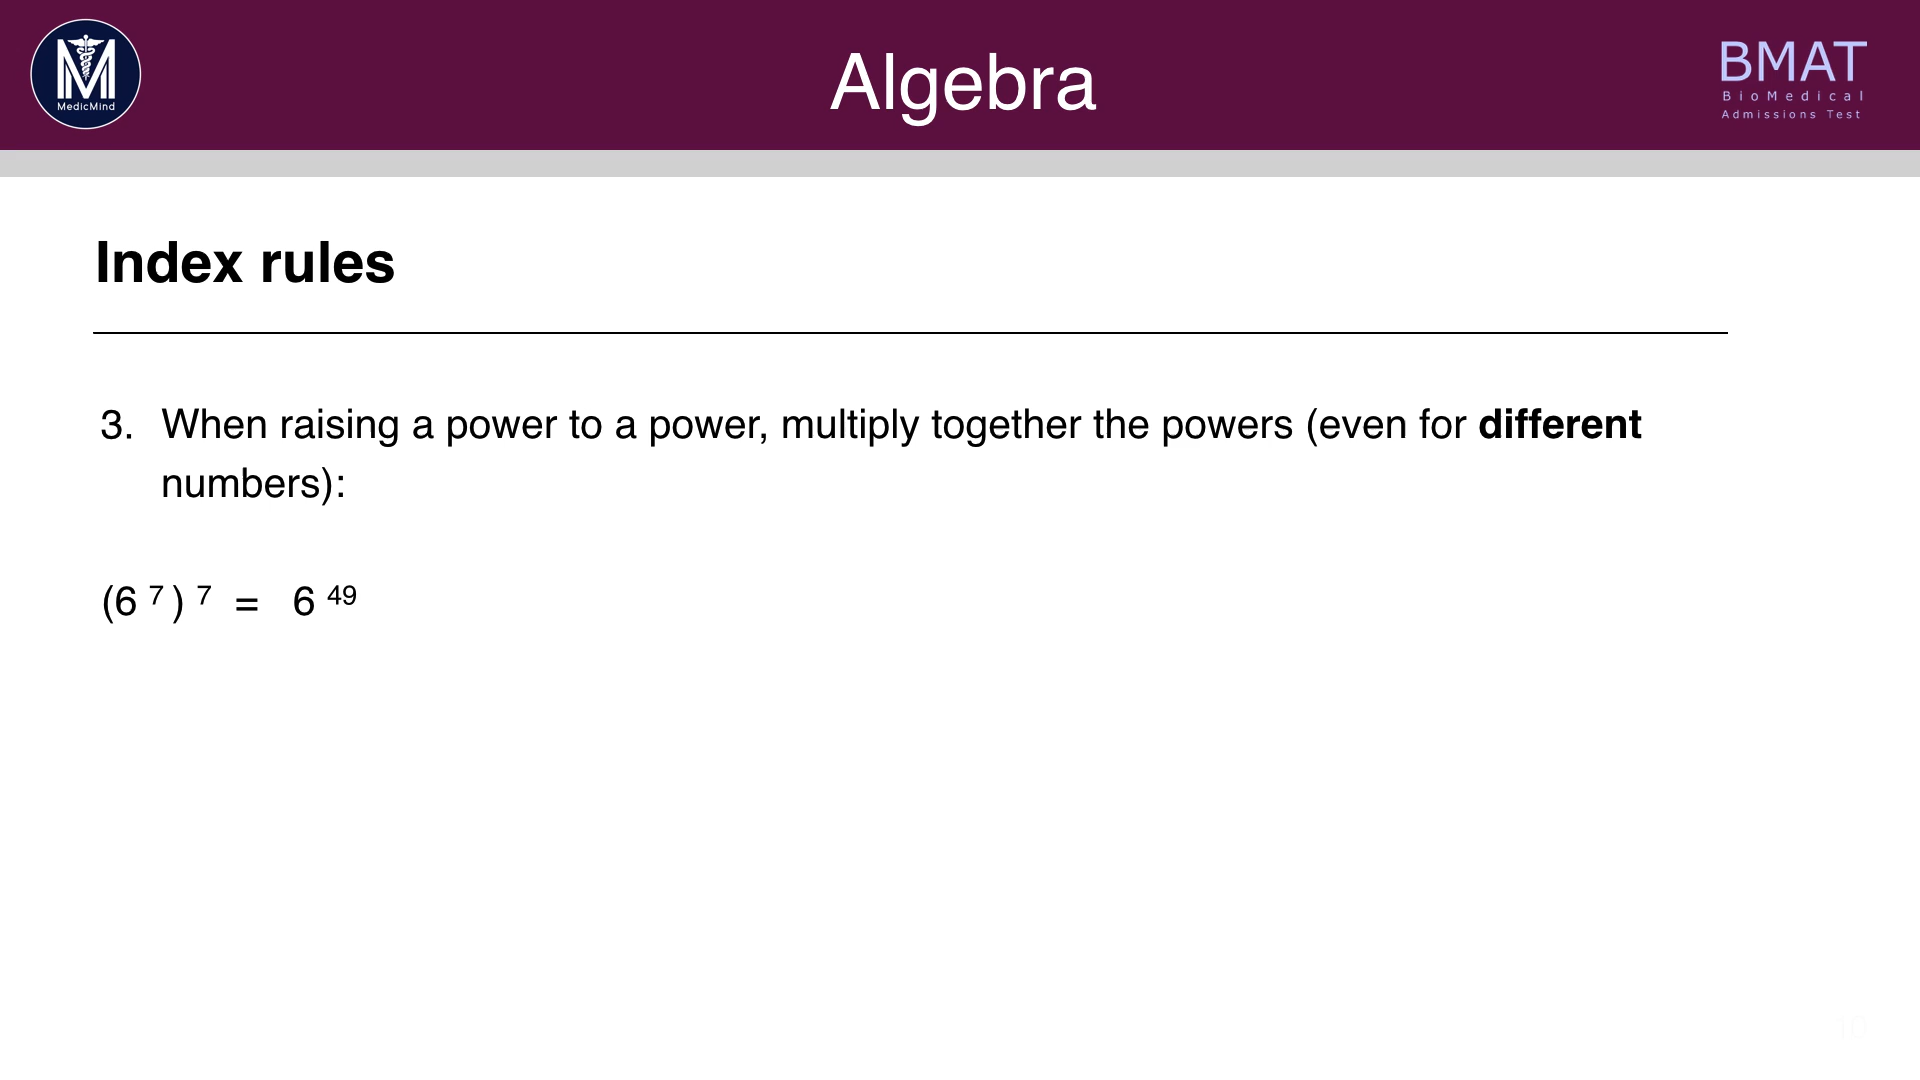 MedicMind
Algebra
BMAT
BioMedical
Admissions Test
Index rules
3. When raising a power to a power, multiply together the powers (even for different
numbers):
(6 ⁷) ⁷ = 6 ⁴⁹